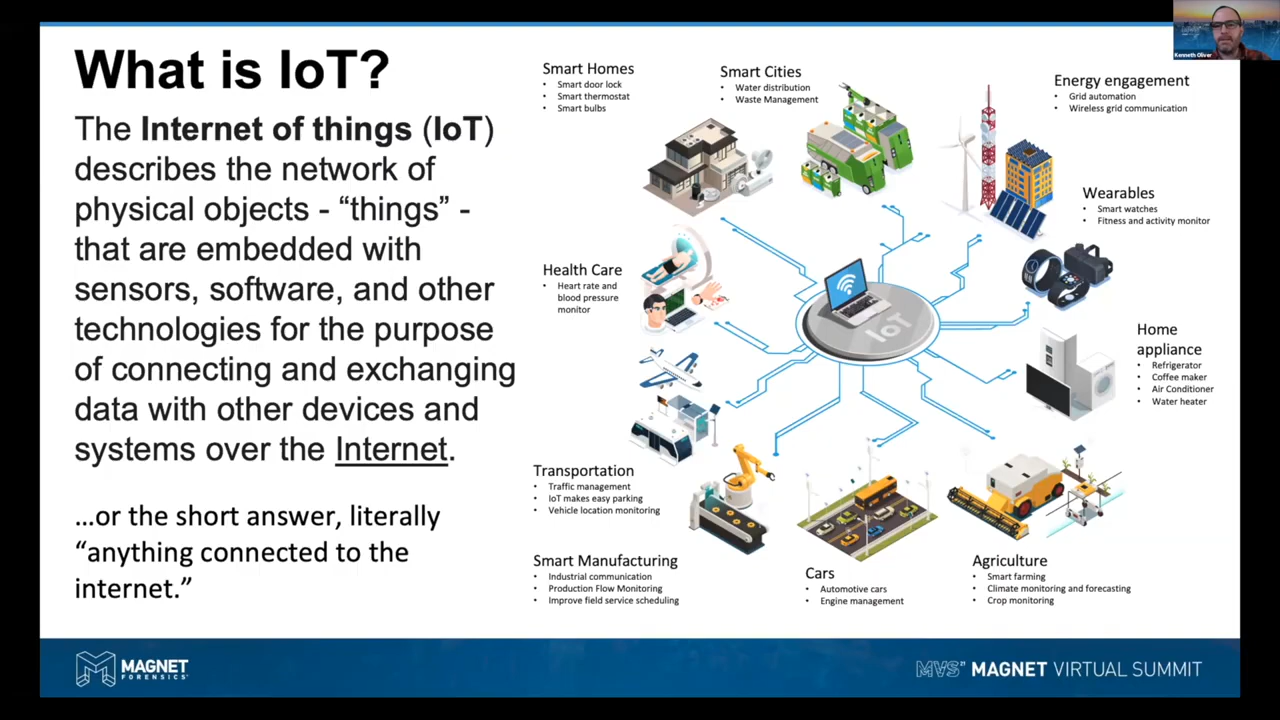 What is IoT?
The Internet of things (IoT)
describes the network of
physical objects - “things” -
that are embedded with
sensors, software, and other
technologies for the purpose
of connecting and exchanging
data with other devices and
systems over the Internet.
…or the short answer, literally
“anything connected to the
internet.”
Smart Homes
• Smart door lock
• Smart thermostat
• Smart bulbs
Smart Cities
• Water distribution
• Waste Management
Energy engagement
• Grid automation
• Wireless grid communication
Wearables
• Smart watches
• Fitness and activity monitor
Health Care
• Heart rate and
blood pressure
monitor
IoT
Home
appliance
• Refrigerator
• Coffee maker
• Air Conditioner
• Water heater
Transportation
• Traffic management
• IoT makes easy parking
• Vehicle location monitoring
Smart Manufacturing
• Industrial communication
• Production Flow Monitoring
• Improve field service scheduling
Cars
• Automotive cars
• Engine management
Agriculture
• Smart farming
• Climate monitoring and forecasting
• Crop monitoring
Kenneth Oliver
MAGNET
FORENSICS
MVS21 MAGNET VIRTUAL SUMMIT